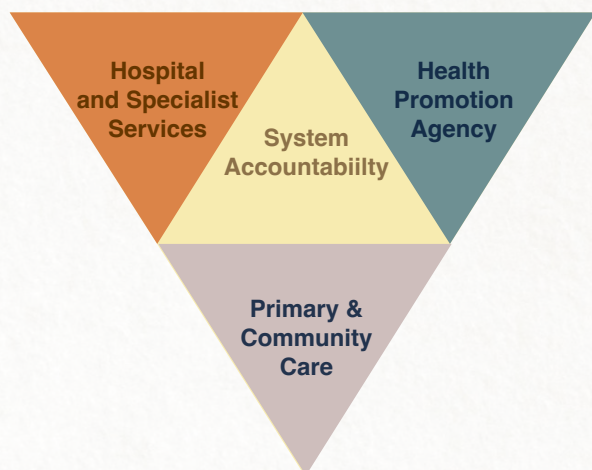 Hospital
and Specialist
Services
Health
Promotion
Agency
System
Accountabiilty
Primary &
Community
Care